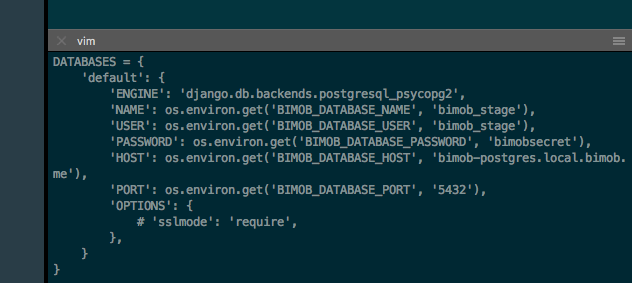 vim
DATABASES = {
    'default': {
        'ENGINE': 'django.db.backends.postgresql_psycopg2',
        'NAME': os.environ.get('BIMOB_DATABASE_NAME', 'bimob_stage'),
        'USER': os.environ.get('BIMOB_DATABASE_USER', 'bimob_stage'),
        'PASSWORD': os.environ.get('BIMOB_DATABASE_PASSWORD', 'bimobsecret'),
        'HOST': os.environ.get('BIMOB_DATABASE_HOST', 'bimob-postgres.local.bimob.
me'),
        'PORT': os.environ.get('BIMOB_DATABASE_PORT', '5432'),
        'OPTIONS': {
            # 'sslmode': 'require',
        },
    }
}